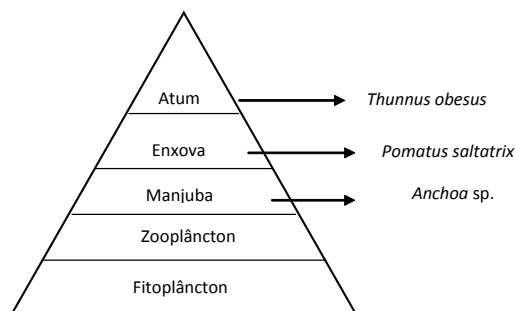 Atum Thunnus obesus
Enxova Pomatus saltatrix
Manjuba Anchoa sp.
Zooplâncton
Fitoplâncton